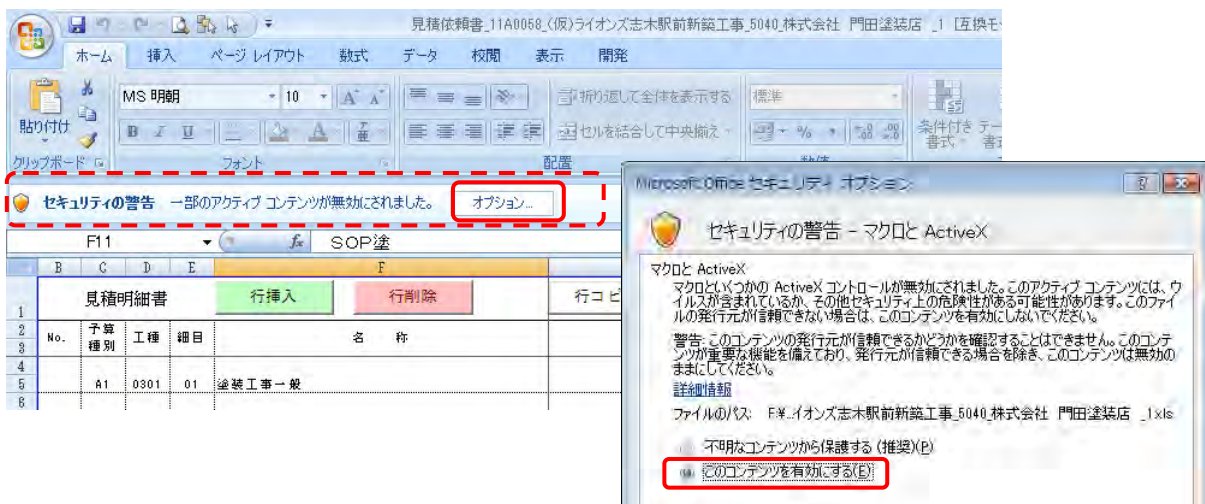 見積依頼書_11A0068_(仮)ライオンズ志木駅前新築工事_5040_株式会社 門田塗装店 _1 [互換モー
ホーム 挿入 ページ レイアウト 数式 データ 校閲 表示 開発
MS 明朝 10 A A 折り返して全体を表示する 標準
貼り付け B I U A セルを結合して中央揃え % 条件付き 書式
クリップボード フォント 配置 数値
セキュリティの警告 一部のアクティブ コンテンツが無効にされました。 オプション...
F11 fx SOP塗
B C D E F
1 見積明細書 行挿入 行削除 行コピ
2 No. 予算 工種 細目 名 称
3 種別
4
5 A1 0301 01 塗装工事一般
6
Microsoft Office セキュリティ オプション
セキュリティの警告 - マクロと ActiveX
マクロと ActiveX
マクロといくつかの ActiveX コントロールが無効にされました。このアクティブ コンテンツには、ウ
イルスが含まれているか、その他セキュリティ上の危険性がある可能性があります。このファイ
ルの発行元が信頼できない場合は、このコンテンツを有効にしないでください。
警告: このコンテンツの発行元が信頼できるかどうかを確認することはできません。このコンテ
ンツが重要な機能を備えており、発行元が信頼できる場合を除き、このコンテンツは無効の
ままにしてください。
詳細情報
ファイルのパス: F:¥...イオンズ志木駅前新築工事_5040_株式会社 門田塗装店 _1.xls
不明なコンテンツから保護する (推奨)(P)
このコンテンツを有効にする(E)